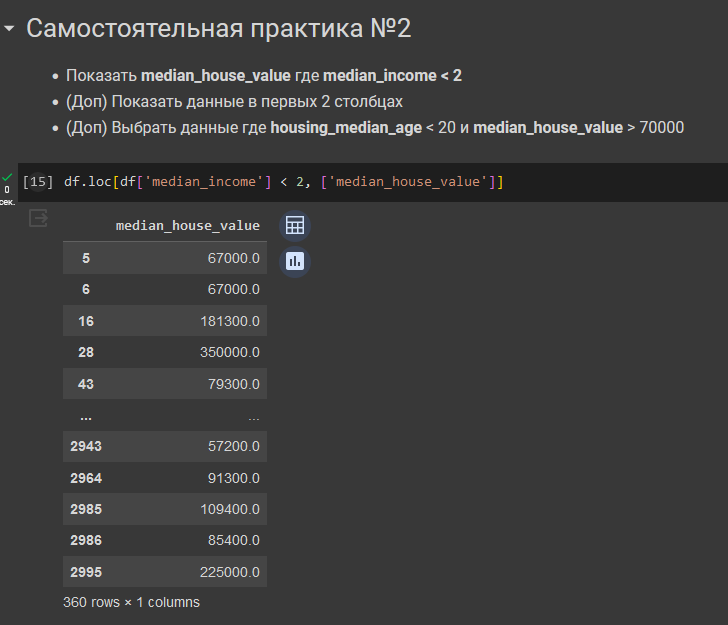 Самостоятельная практика №2
Показать median_house_value где median_income < 2
(Доп) Показать данные в первых 2 столбцах
(Доп) Выбрать данные где housing_median_age < 20 и median_house_value > 70000
0
сек.
[15] df.loc[df['median_income'] < 2, ['median_house_value']]
median_house_value
5 67000.0
6 67000.0
16 181300.0
28 350000.0
43 79300.0
... ...
2943 57200.0
2964 91300.0
2985 109400.0
2986 85400.0
2995 225000.0
360 rows × 1 columns